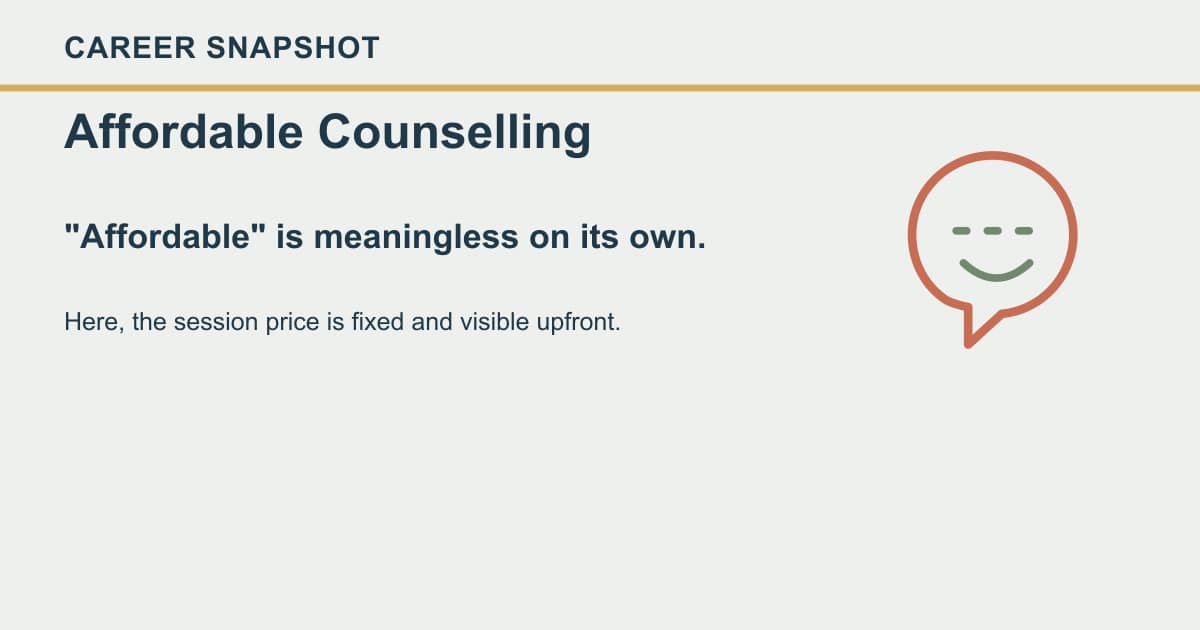 CAREER SNAPSHOT
Affordable Counselling
"Affordable" is meaningless on its own.
Here, the session price is fixed and visible upfront.